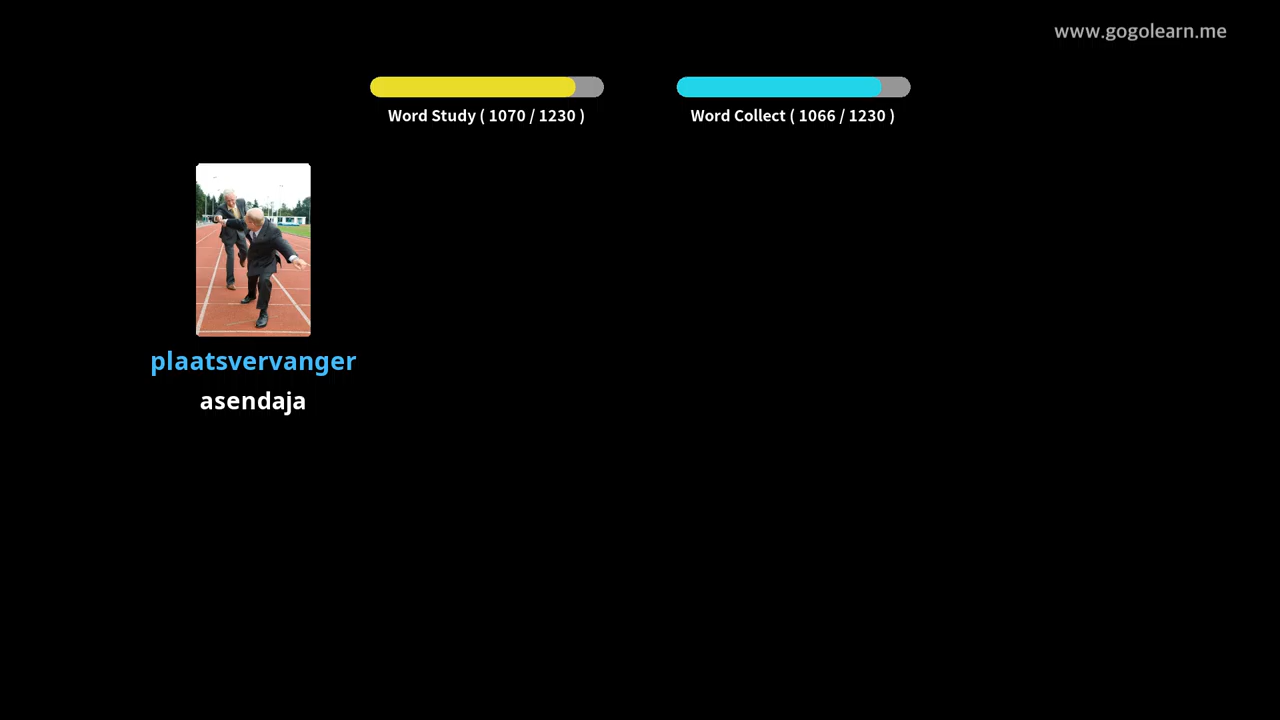 www.gogolearn.me
Word Study ( 1070 / 1230 )
Word Collect ( 1066 / 1230 )
plaatsvervanger
asendaja